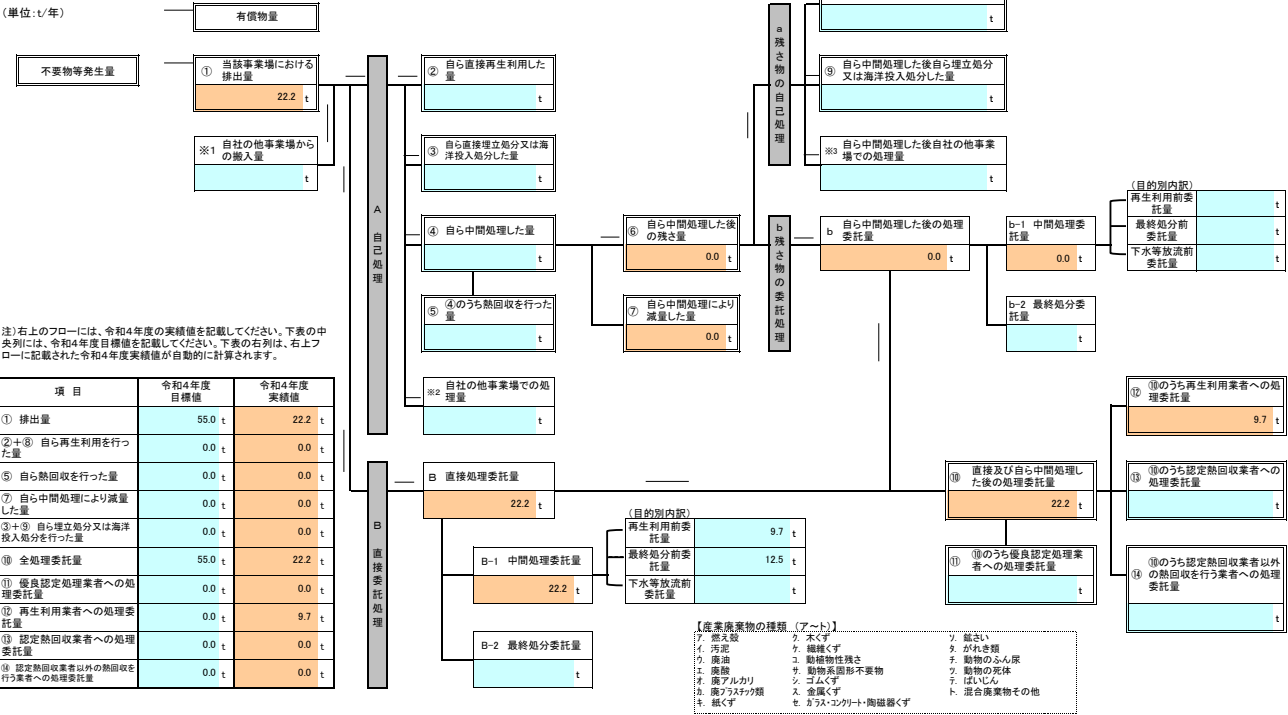 (単位:t/年)
有償物量
t
不要物等発生量
① 当該事業場における
排出量
22.2 t
※1 自社の他事業場から
の搬入量
t
A 自己処理
② 自ら直接再生利用した
量
t
③ 自ら直接埋立処分又は海
洋投入処分した量
t
④ 自ら中間処理した量
t
⑤ ④のうち熱回収を行った
量
t
※2 自社の他事業場での処
理量
t
⑥ 自ら中間処理した後
の残さ量
0.0 t
⑦ 自ら中間処理により
減量した量
0.0 t
a 残さ物の自己処理
⑨ 自ら中間処理した後自ら埋立処分
又は海洋投入処分した量
t
※3 自ら中間処理した後自社の他事業
場での処理量
t
b 残さ物の委託処理
b 自ら中間処理した後の処理
委託量
0.0 t
b-1 中間処理委
託量
0.0 t
(目的別内訳)
再生利用前委
託量
t
最終処分前
委託量
t
下水等放流前
委託量
t
b-2 最終処分委
託量
t
注)右上のフローには、令和4年度の実績値を記載してください。下表の中
央列には、令和4年度目標値を記載してください。下表の右列は、右上フ
ローに記載された令和4年度実績値が自動的に計算されます。
項 目 令和4年度
目標値 令和4年度
実績値
① 排出量 55.0 t 22.2 t
②+⑧ 自ら再生利用を行っ
た量 0.0 t 0.0 t
⑤ 自ら熱回収を行った量 0.0 t 0.0 t
⑦ 自ら中間処理により減量
した量 0.0 t 0.0 t
③+⑨ 自ら埋立処分又は海洋
投入処分を行った量 0.0 t 0.0 t
⑩ 全処理委託量 55.0 t 22.2 t
⑪ 優良認定処理業者への処
理委託量 0.0 t 0.0 t
⑫ 再生利用業者への処理委
託量 0.0 t 9.7 t
⑬ 認定熱回収業者への処理
委託量 0.0 t 0.0 t
⑭ 認定熱回収業者以外の熱回収を
行う業者への処理委託量 0.0 t 0.0 t
B 直接委託処理
B 直接処理委託量
22.2 t
B-1 中間処理委託量
22.2 t
(目的別内訳)
再生利用前委
託量 9.7 t
最終処分前委
託量 12.5 t
下水等放流前
委託量 t
B-2 最終処分委託量
t
⑩ 直接及び自ら中間処理し
た後の処理委託量
22.2 t
⑪ ⑩のうち優良認定処理業
者への処理委託量
t
⑫ ⑩のうち再生利用業者への処
理委託量
9.7 t
⑬ ⑩のうち認定熱回収業者への
処理委託量
t
⑭ ⑩のうち認定熱回収業者以外
の熱回収を行う業者への処理
委託量
t
【産業廃棄物の種類 (ア~ト)】
ア. 燃え殻
イ. 汚泥
ウ. 廃油
エ. 廃酸
オ. 廃アルカリ
カ. 廃プラスチック類
キ. 紙くず
ク. 木くず
ケ. 繊維くず
コ. 動植物性残さ
サ. 動物系固形不要物
シ. ゴムくず
ス. 金属くず
セ. ガラス・コンクリート・陶磁器くず
ソ. 鉱さい
タ. がれき類
チ. 動物のふん尿
ツ. 動物の死体
テ. ばいじん
ト. 混合廃棄物その他